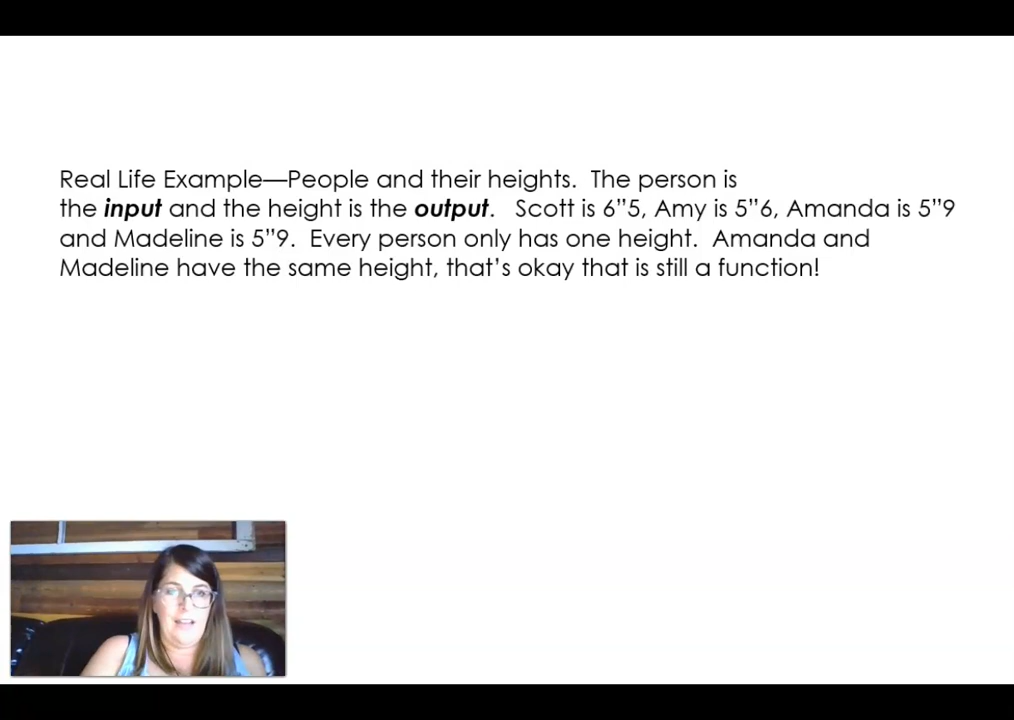 Real Life Example—People and their heights.  The person is
the input and the height is the output.   Scott is 6”5, Amy is 5”6, Amanda is 5”9
and Madeline is 5”9.  Every person only has one height.  Amanda and
Madeline have the same height, that’s okay that is still a function!